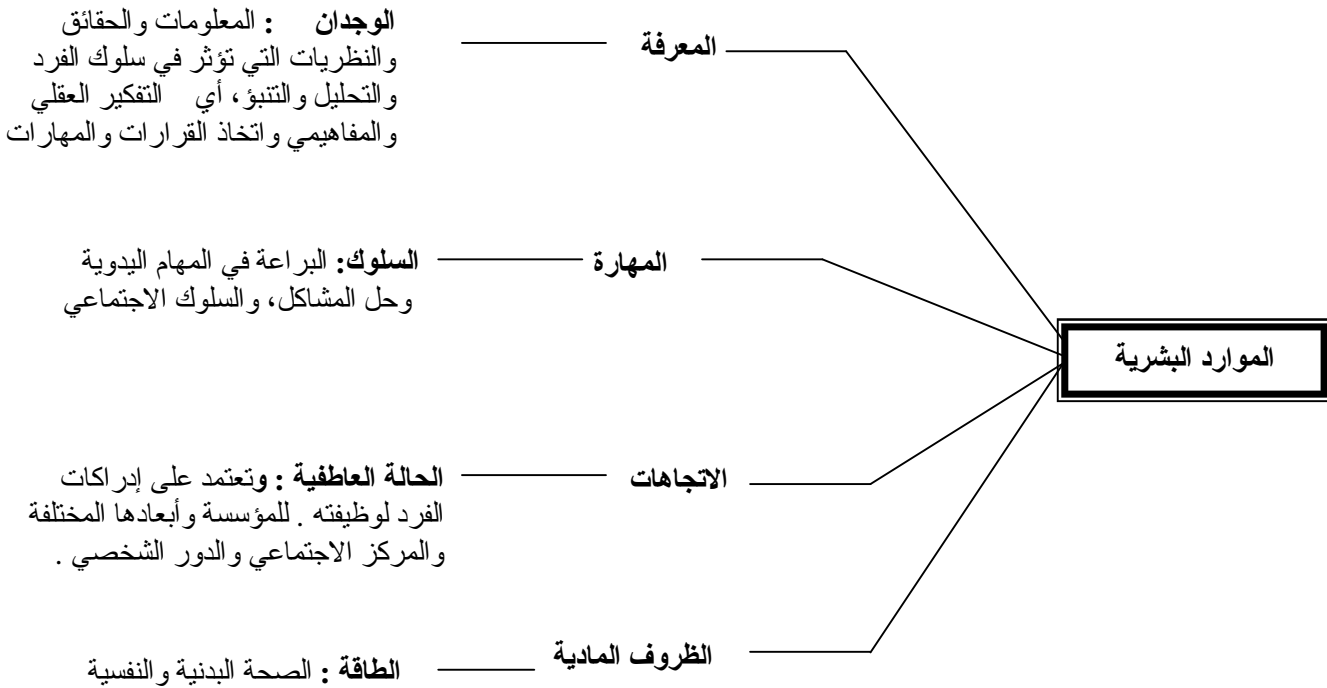 الموارد البشرية
المعرفة
الوجدان : المعلومات والحقائق
والنظريات التي تؤثر في سلوك الفرد
والتحليل والتنبؤ، أي التفكير العقلي
والمفاهيمي واتخاذ القرارات والمهارات
المهارة
السلوك: البراعة في المهام اليدوية
وحل المشاكل، والسلوك الاجتماعي
الاتجاهات
الحالة العاطفية : وتعتمد على إدراكات
الفرد لوظيفته . للمؤسسة وأبعادها المختلفة
والمركز الاجتماعي والدور الشخصي .
الظروف المادية
الطاقة : الصحة البدنية والنفسية